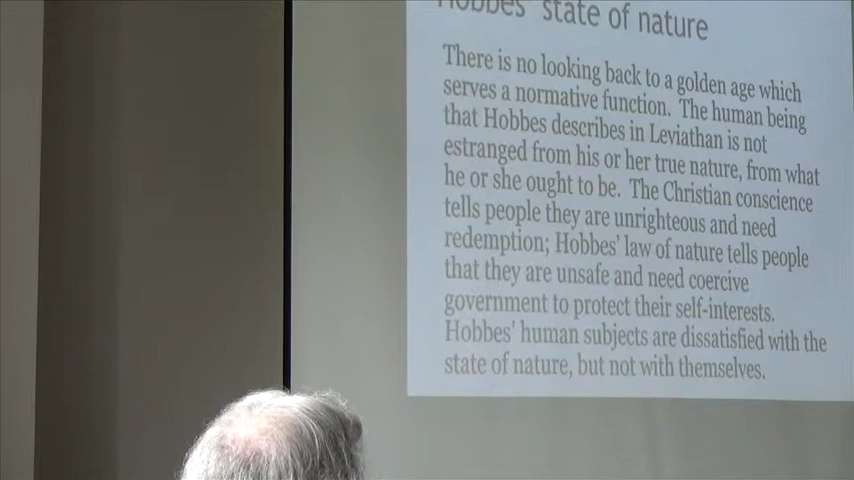 Hobbes' state of nature
There is no looking back to a golden age which
serves a normative function. The human being
that Hobbes describes in Leviathan is not
estranged from his or her true nature, from what
he or she ought to be. The Christian conscience
tells people they are unrighteous and need
redemption; Hobbes' law of nature tells people
that they are unsafe and need coercive
government to protect their self-interests.
Hobbes' human subjects are dissatisfied with the
state of nature, but not with themselves.